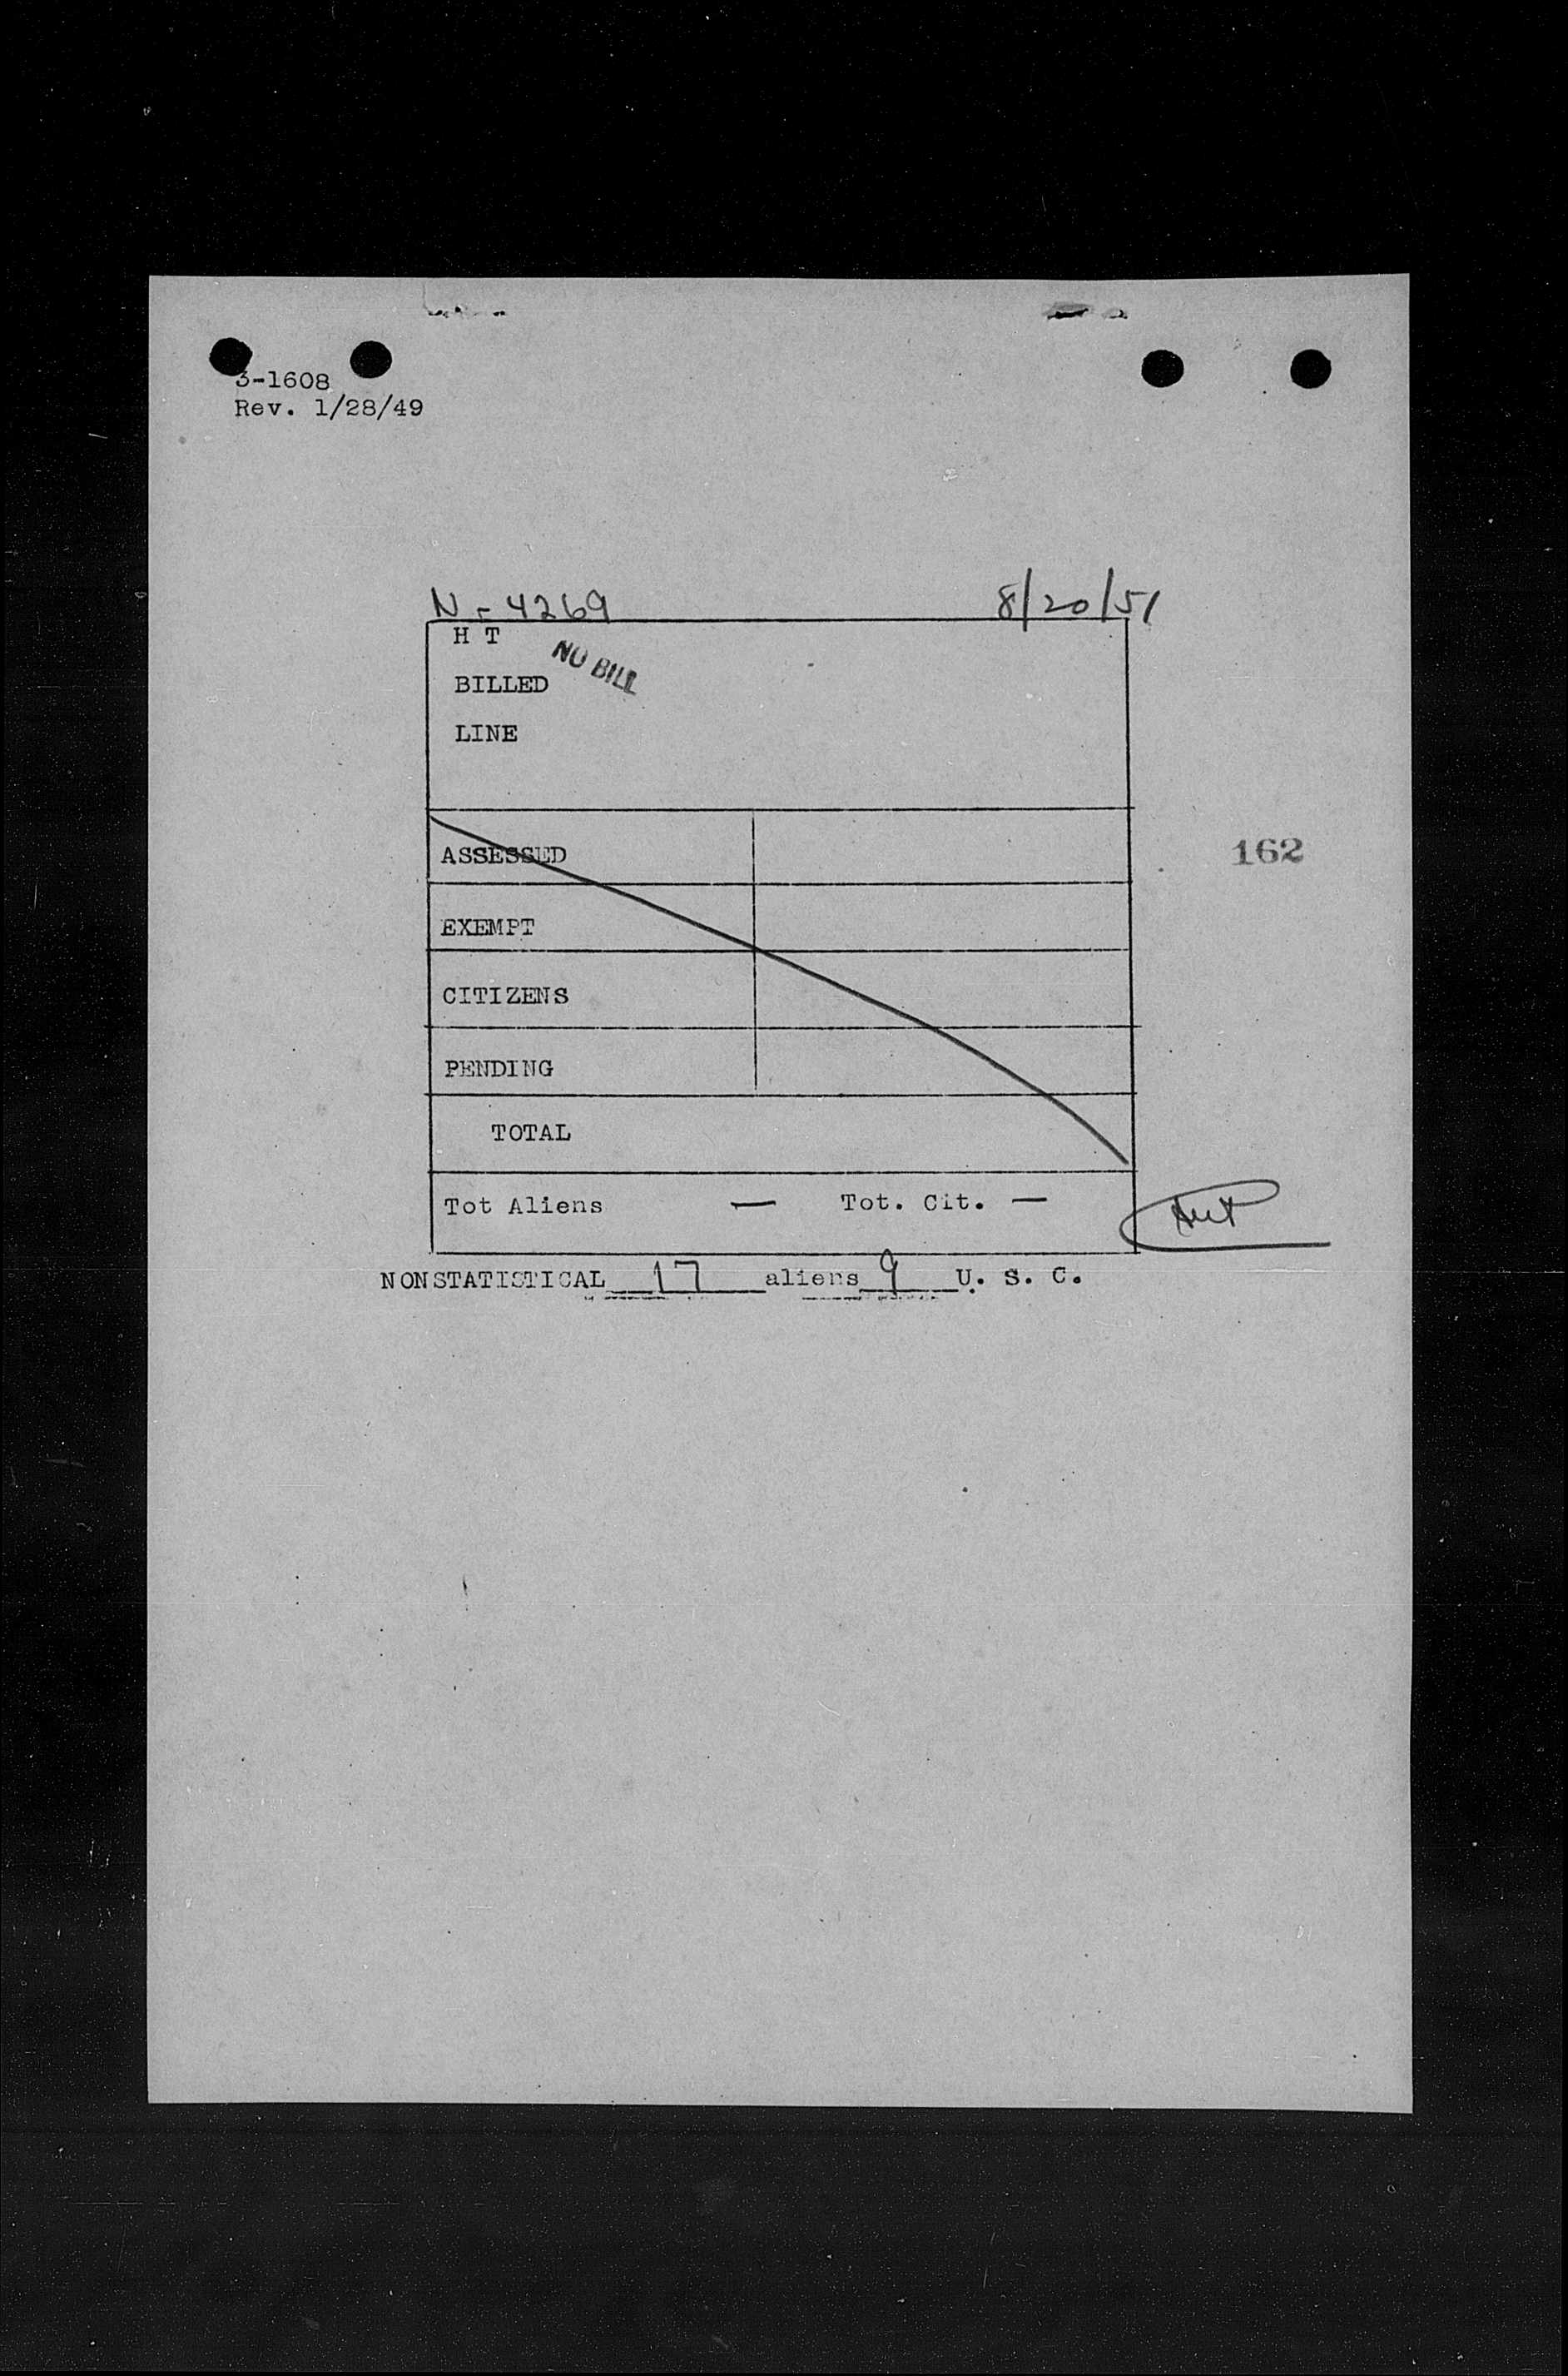 3-1608
Rev. 1/28/49
N-4269 8/20/51
H T
NO BILL
BILLED
LINE
ASSESSED
162
EXEMPT
CITIZENS
PENDING
TOTAL
Tot Aliens — Tot. Cit. —
NONSTATISTICAL 17 aliens 9 U. S. C.